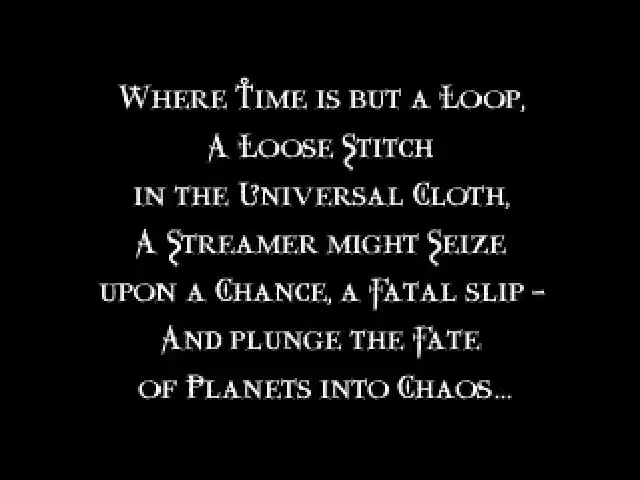 Where Time is but a Loop,
A Loose Stitch
in the Universal Cloth,
A Streamer might Seize
upon a Chance, a Fatal slip –
And plunge the Fate
of Planets into Chaos...